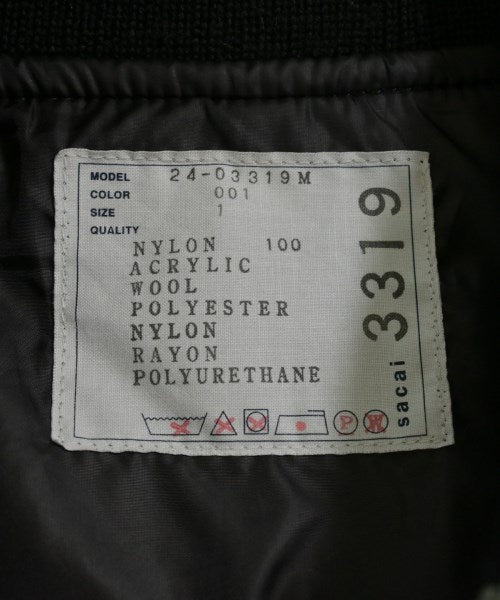 MODEL 24-03319M
COLOR 001
SIZE 1
QUALITY
NYLON 100
ACRYLIC
WOOL
POLYESTER
NYLON
RAYON
POLYURETHANE
P W
sacai 3319